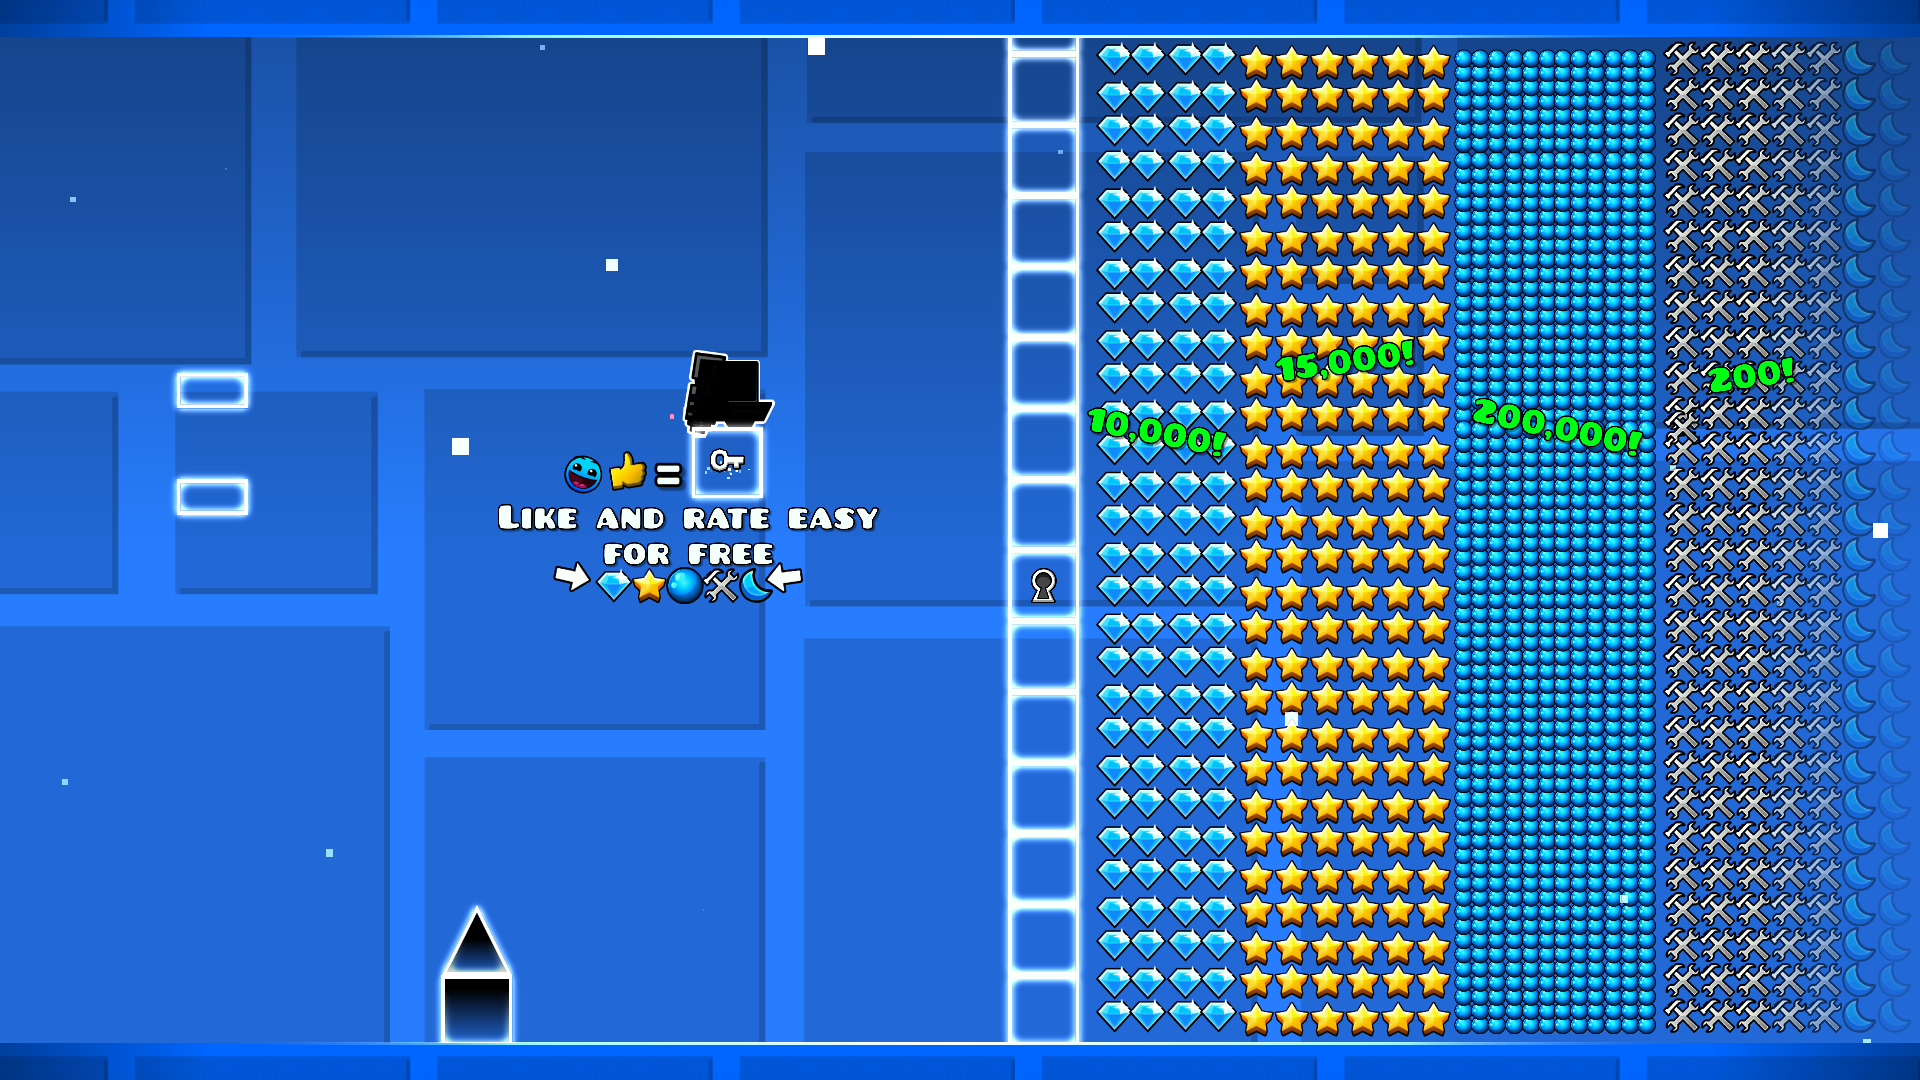 15,000!
200!
10,000!
200,000!
=
LIKE AND RATE EASY
FOR FREE